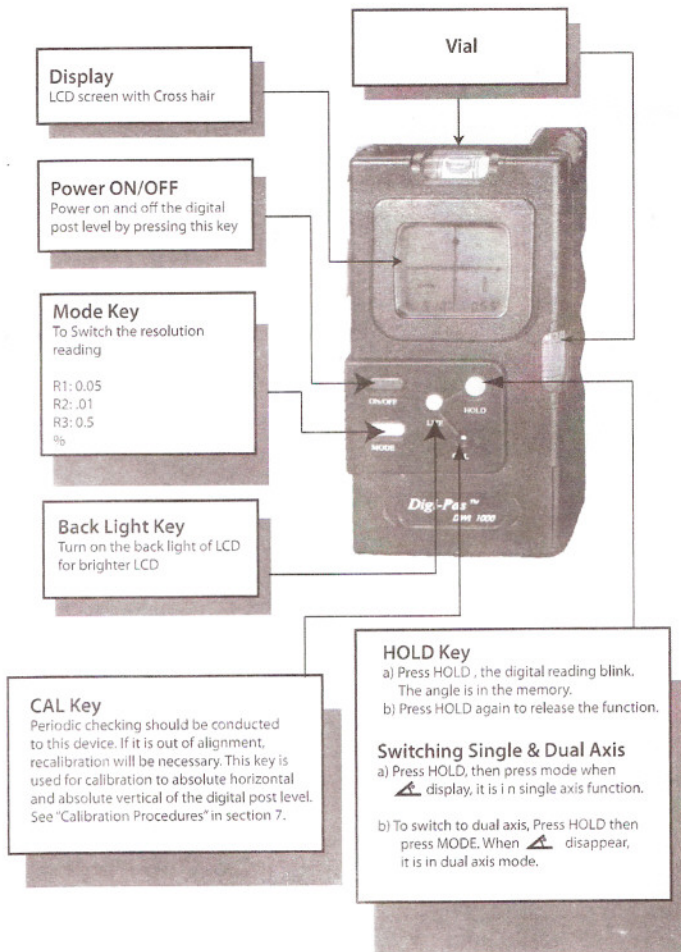 Vial
Display
LCD screen with Cross hair
Power ON/OFF
Power on and off the digital
post level by pressing this key
Mode Key
To Switch the resolution
reading
R1: 0.05
R2: .01
R3: 0.5
%
Back Light Key
Turn on the back light of LCD
for brighter LCD
ON/OFF
HOLD
MODE
Digi-Pas™
DWL 1000
CAL Key
Periodic checking should be conducted
to this device. If it is out of alignment,
recalibration will be necessary. This key is
used for calibration to absolute horizontal
and absolute vertical of the digital post level.
See "Calibration Procedures" in section 7.
HOLD Key
a) Press HOLD , the digital reading blink.
The angle is in the memory.
b) Press HOLD again to release the function.
Switching Single & Dual Axis
a) Press HOLD, then press mode when
display, it is i n single axis function.
b) To switch to dual axis, Press HOLD then
press MODE. When disappear,
it is in dual axis mode.